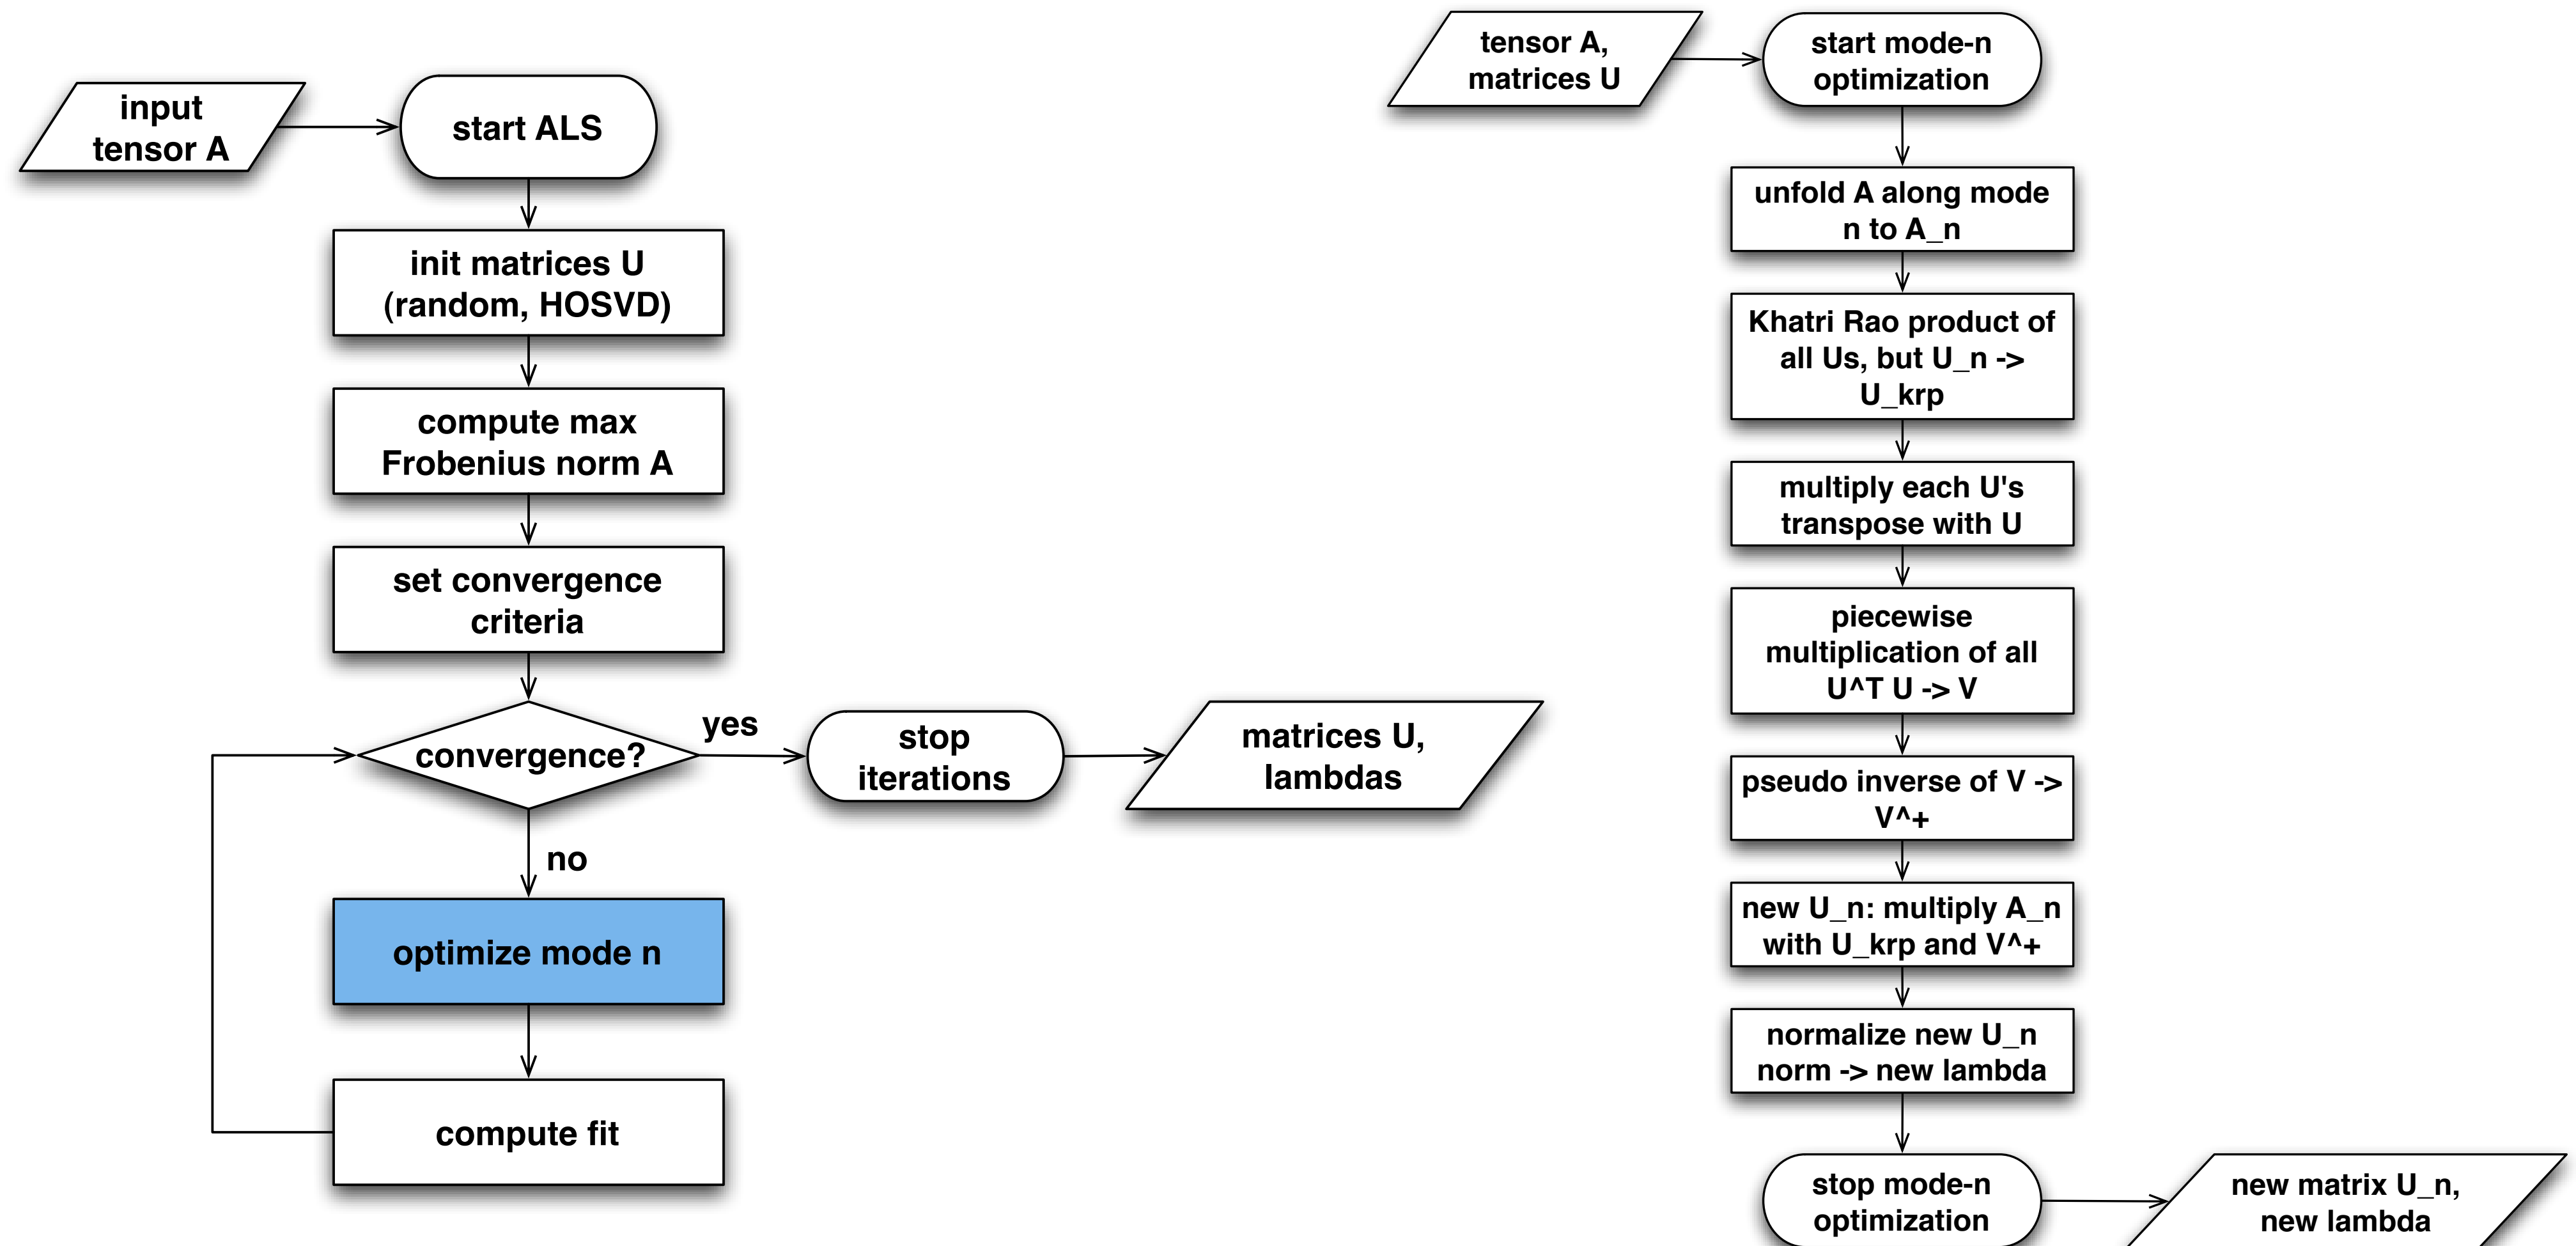 input
tensor A
start ALS
init matrices U
(random, HOSVD)
compute max
Frobenius norm A
set convergence
criteria
convergence?
yes
stop
iterations
matrices U,
lambdas
no
optimize mode n
compute fit
tensor A,
matrices U
start mode-n
optimization
unfold A along mode
n to A_n
Khatri Rao product of
all Us, but U_n ->
U_krp
multiply each U's
transpose with U
piecewise
multiplication of all
U^T U -> V
pseudo inverse of V ->
V^+
new U_n: multiply A_n
with U_krp and V^+
normalize new U_n
norm -> new lambda
stop mode-n
optimization
new matrix U_n,
new lambda